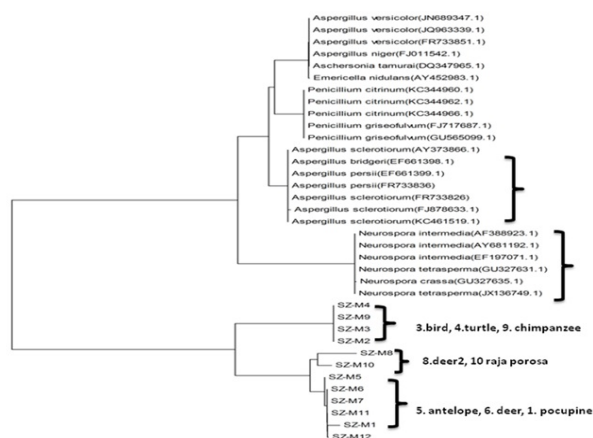 Aspergillus versicolor(JN689347.1)
Aspergillus versicolor(JQ963339.1)
Aspergillus versicolor(FR733851.1)
Aspergillus niger(FJ011542.1)
Aschersonia tamurai(DQ347965.1)
Emericella nidulans(AY452983.1)
Penicillium citrinum(KC344960.1)
Penicillium citrinum(KC344962.1)
Penicillium citrinum(KC344966.1)
Penicillium griseofulvum(FJ717687.1)
Penicillium griseofulvum(GU565099.1)
Aspergillus sclerotiorum(AY373866.1)
Aspergillus bridgeri(EF661398.1)
Aspergillus persii(EF661399.1)
Aspergillus persii(FR733836)
Aspergillus sclerotiorum(FR733826)
Aspergillus sclerotiorum(FJ878633.1)
Aspergillus sclerotiorum(KC461519.1)
Neurospora intermedia(AF388923.1)
Neurospora intermedia(AY681192.1)
Neurospora intermedia(EF197071.1)
Neurospora tetrasperma(GU327631.1)
Neurospora crassa(GU327635.1)
Neurospora tetrasperma(JX136749.1)
SZ-M4
SZ-M9
SZ-M3
SZ-M2
3.bird, 4.turtle, 9. chimpanzee
SZ-M8
SZ-M10
8.deer2, 10 raja porosa
SZ-M5
SZ-M6
SZ-M7
SZ-M11
SZ-M1
SZ-M12
5. antelope, 6. deer, 1. pocupine